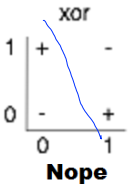 xor
1 + -
0 - +
0 1
Nope